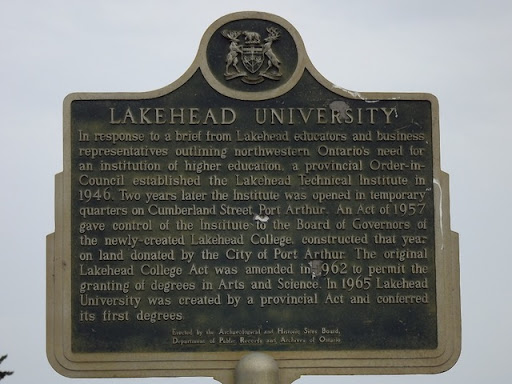 LAKEHEAD UNIVERSITY
In response to a brief from Lakehead educators and business
representatives outlining northwestern Ontario's need for
an institution of higher education, a provincial Order-in-
Council established the Lakehead Technical Institute in
1946. Two years later the Institute was opened in temporary
quarters on Cumberland Street Port Arthur. An Act of 1957
gave control of the Institute to the Board of Governors of
the newly-created Lakehead College, constructed that year
on land donated by the City of Port Arthur. The original
Lakehead College Act was amended in 1962 to permit the
granting of degrees in Arts and Science. In 1965 Lakehead
University was created by a provincial Act and conferred
its first degrees.
Erected by the Archaeological and Historic Sites Board,
Department of Public Records and Archives of Ontario